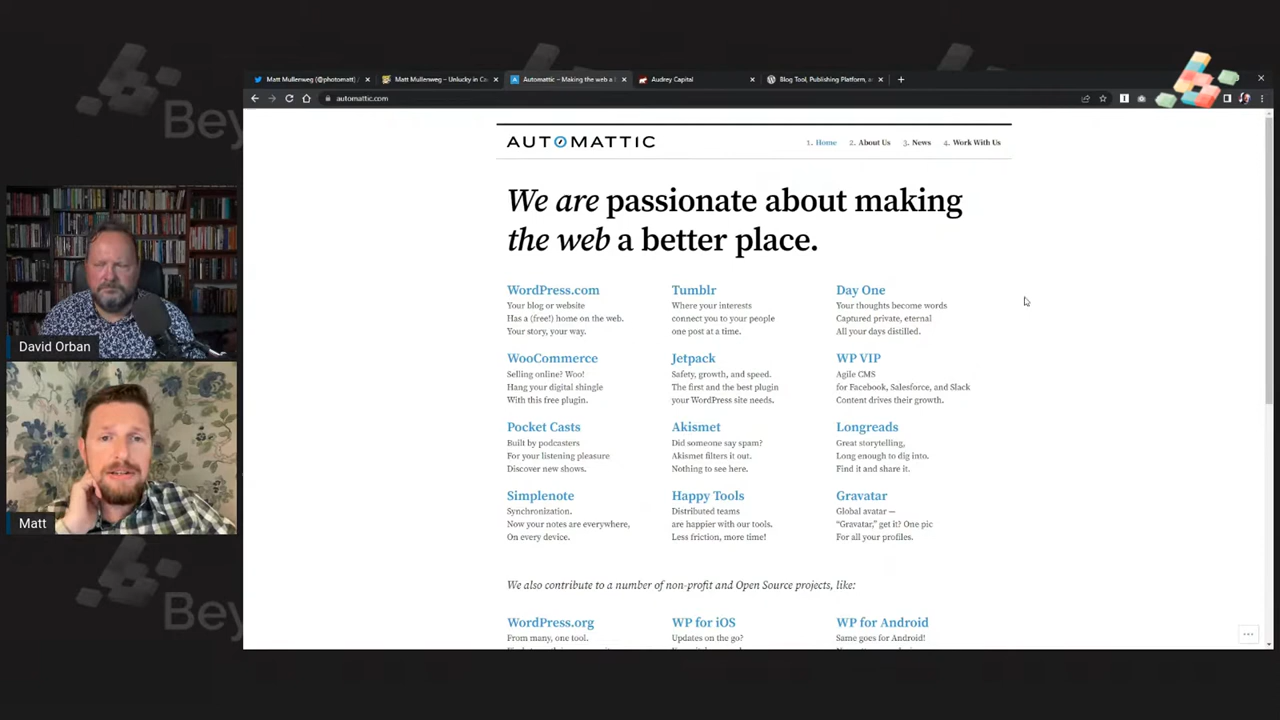 Matt Mullenweg (@photomatt) /
Matt Mullenweg – Unlucky in Ca
Automattic – Making the web a b
Audrey Capital
Blog Tool, Publishing Platform, a
automattic.com
AUTOMATTIC
1. Home 2. About Us 3. News 4. Work With Us
We are passionate about making
the web a better place.
WordPress.com
Your blog or website
Has a (free!) home on the web.
Your story, your way.
Tumblr
Where your interests
connect you to your people
one post at a time.
Day One
Your thoughts become words
Captured private, eternal
All your days distilled.
WooCommerce
Selling online? Woo!
Hang your digital shingle
With this free plugin.
Jetpack
Safety, growth, and speed.
The first and the best plugin
your WordPress site needs.
WP VIP
Agile CMS
for Facebook, Salesforce, and Slack
Content drives their growth.
Pocket Casts
Built by podcasters
For your listening pleasure
Discover new shows.
Akismet
Did someone say spam?
Akismet filters it out.
Nothing to see here.
Longreads
Great storytelling,
Long enough to dig into.
Find it and share it.
Simplenote
Synchronization.
Now your notes are everywhere,
On every device.
Happy Tools
Distributed teams
are happier with our tools.
Less friction, more time!
Gravatar
Global avatar —
“Gravatar,” get it? One pic
For all your profiles.
We also contribute to a number of non-profit and Open Source projects, like:
WordPress.org
From many, one tool.
WP for iOS
Updates on the go?
WP for Android
Same goes for Android!
David Orban
Matt
Bey
Bey